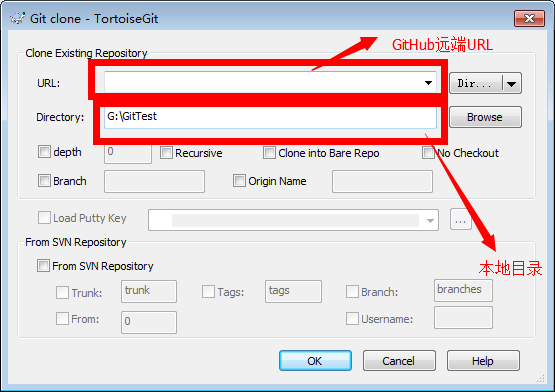 Git clone - TortoiseGit
GitHub远端URL
Clone Existing Repository
URL:
Dir...
Directory: G:\GitTest Browse
depth 0 Recursive Clone into Bare Repo No Checkout
Branch Origin Name
Load Putty Key ...
From SVN Repository
本地目录
From SVN Repository
Trunk: trunk Tags: tags Branch: branches
From: 0 Username:
OK Cancel Help